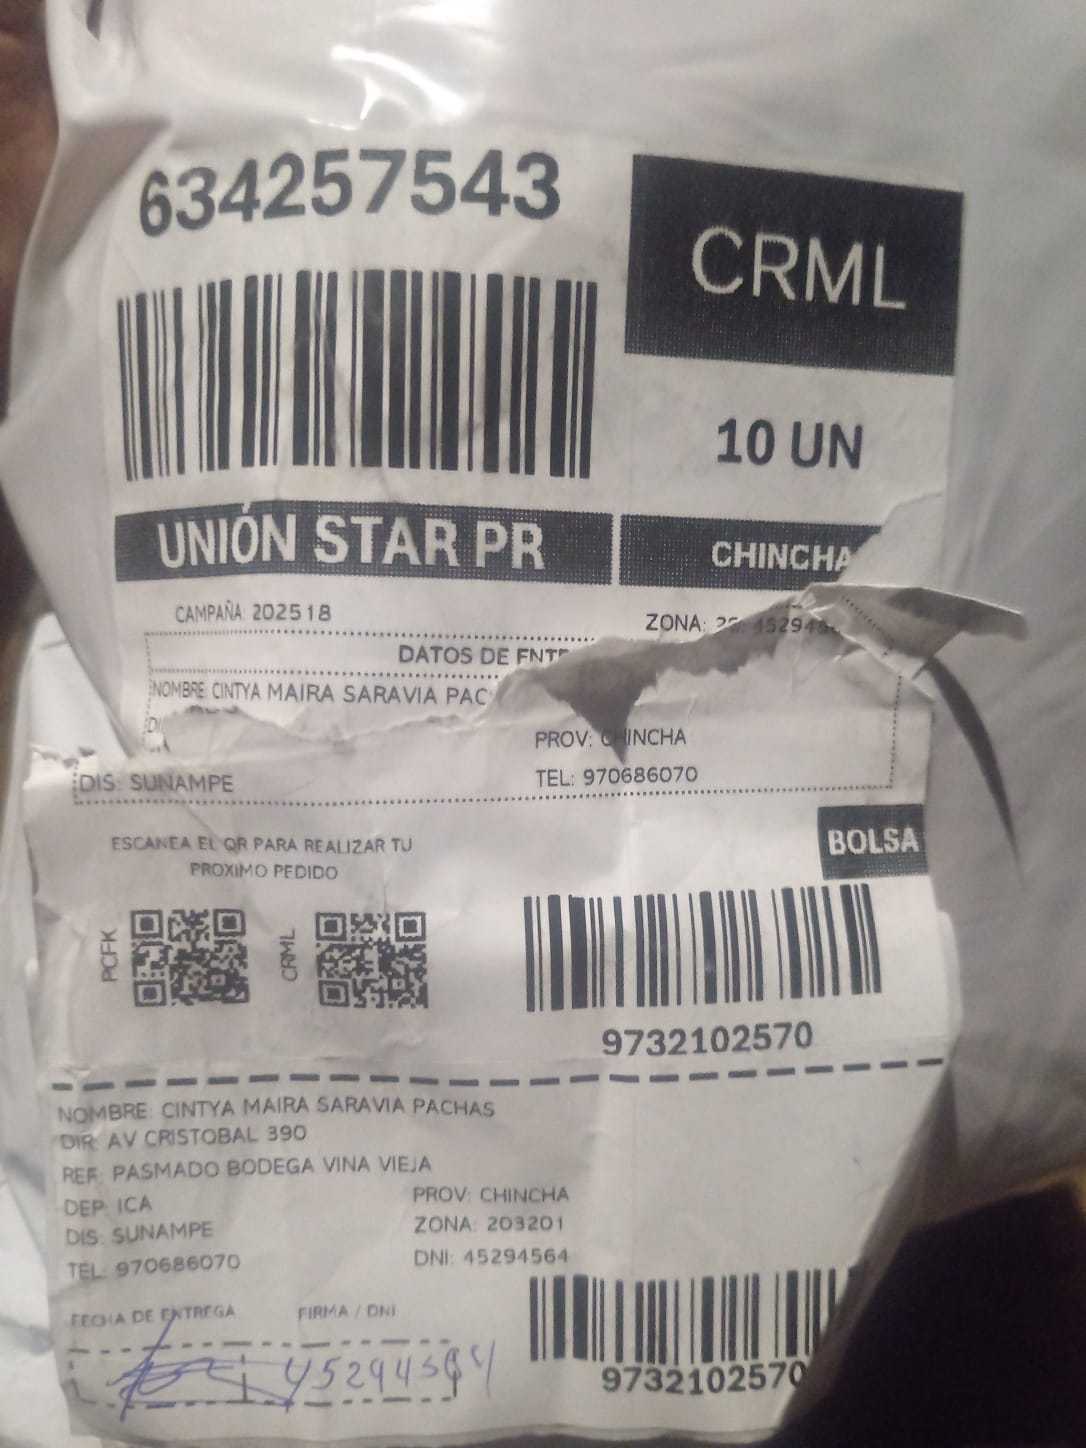 634257543
CRML
10 UN
UNIÓN STAR PR
CHINCHA
CAMPAÑA: 202518
ZONA:
DATOS DE
NOMBRE: CINTYA MAIRA SARAVIA
PROV: CHINCHA
DIS: SUNAMPE
TEL: 970686070
ESCANEA EL QR PARA REALIZAR TU
PROXIMO PEDIDO
BOLSA
PCFK
CRML
9732102570
NOMBRE: CINTYA MAIRA SARAVIA PACHAS
DIR: AV CRISTOBAL 390
REF: PASMADO BODEGA VINA VIEJA
DEP: ICA
PROV: CHINCHA
DIS: SUNAMPE
ZONA: 203201
TEL: 970686070
DNI: 45294564
FECHA DE ENTREGA
FIRMA / DNI
45294564
9732102570